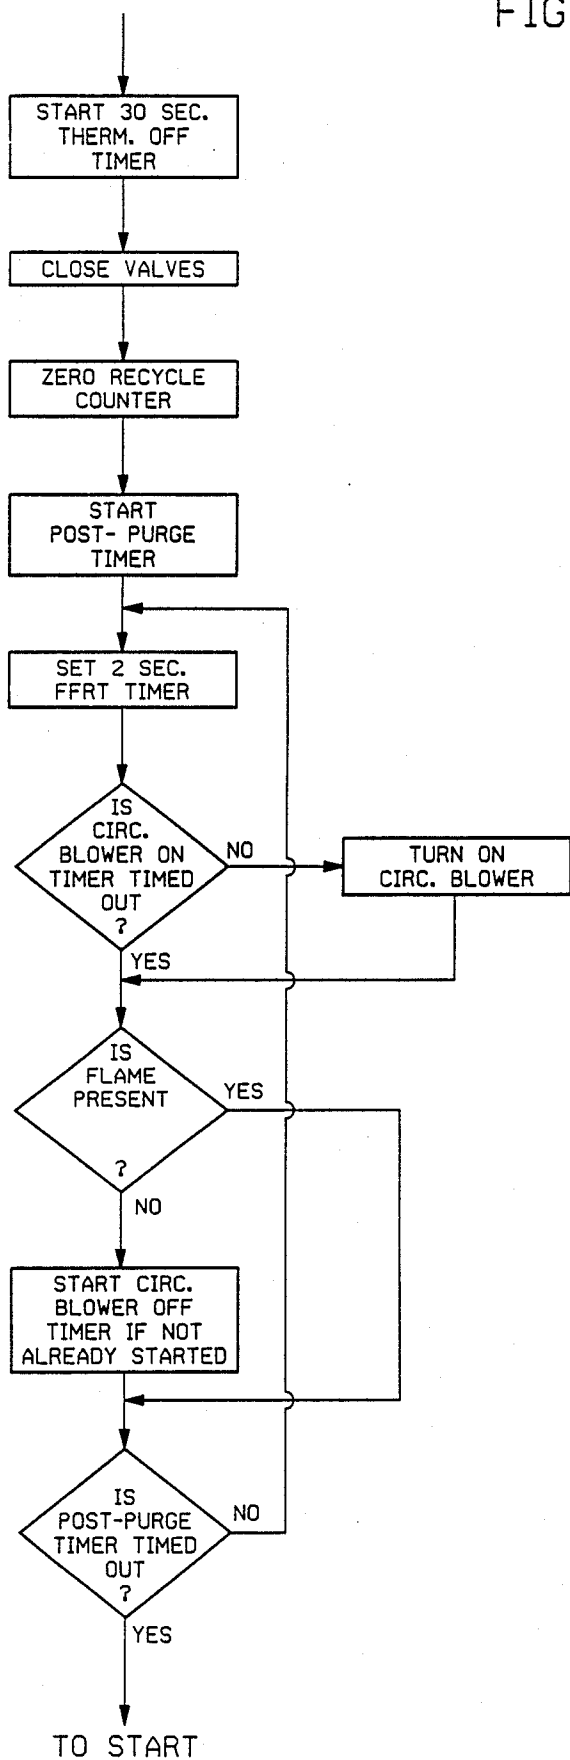 FIG
START 30 SEC.
THERM. OFF
TIMER
CLOSE VALVES
ZERO RECYCLE
COUNTER
START
POST- PURGE
TIMER
SET 2 SEC.
FFRT TIMER
IS
CIRC.
BLOWER ON
TIMER TIMED
OUT
?
NO
TURN ON
CIRC. BLOWER
YES
IS
FLAME
PRESENT
?
YES
NO
START CIRC.
BLOWER OFF
TIMER IF NOT
ALREADY STARTED
IS
POST-PURGE
TIMER TIMED
OUT
?
NO
YES
TO START